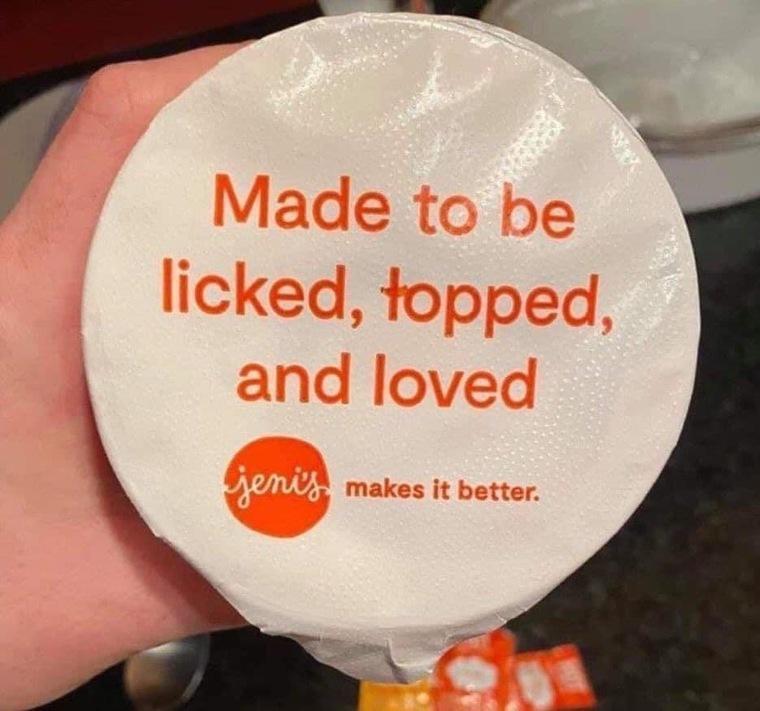 Made to be
licked, topped,
and loved
jeni's. makes it better.